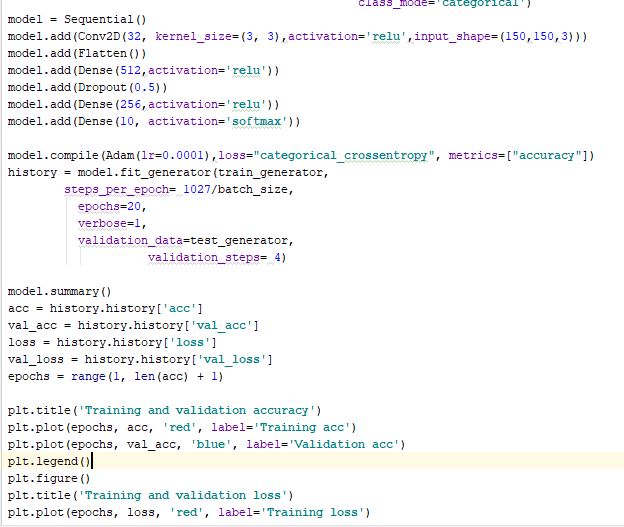 class_mode='categorical')
model = Sequential()
model.add(Conv2D(32, kernel_size=(3, 3),activation='relu',input_shape=(150,150,3)))
model.add(Flatten())
model.add(Dense(512,activation='relu'))
model.add(Dropout(0.5))
model.add(Dense(256,activation='relu'))
model.add(Dense(10, activation='softmax'))
model.compile(Adam(lr=0.0001),loss="categorical_crossentropy", metrics=["accuracy"])
history = model.fit_generator(train_generator,
steps_per_epoch= 1027/batch_size,
epochs=20,
verbose=1,
validation_data=test_generator,
validation_steps= 4)
model.summary()
acc = history.history['acc']
val_acc = history.history['val_acc']
loss = history.history['loss']
val_loss = history.history['val_loss']
epochs = range(1, len(acc) + 1)
plt.title('Training and validation accuracy')
plt.plot(epochs, acc, 'red', label='Training acc')
plt.plot(epochs, val_acc, 'blue', label='Validation acc')
plt.legend()
plt.figure()
plt.title('Training and validation loss')
plt.plot(epochs, loss, 'red', label='Training loss')